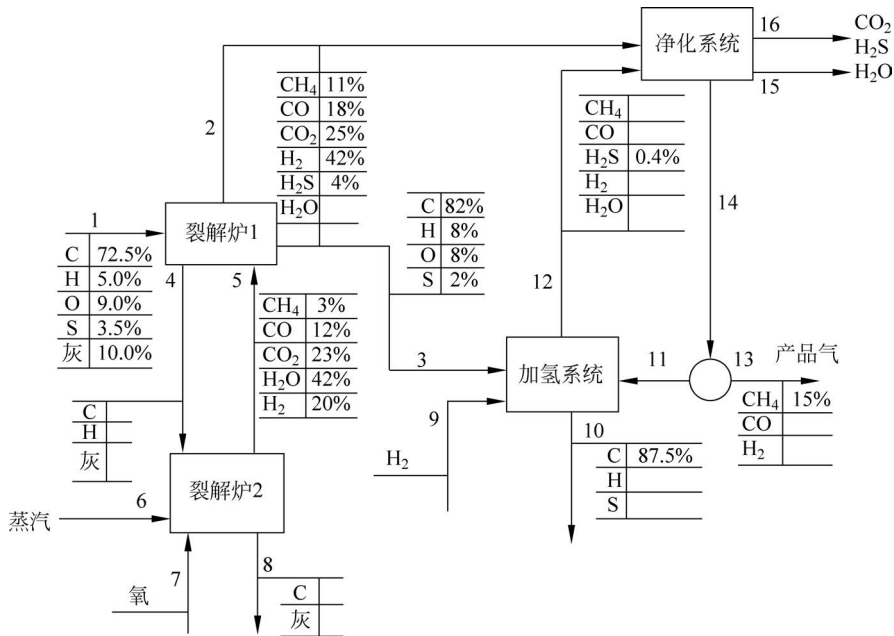 16
CO₂
H₂S
净化系统
15
H₂O
2
CH₄ 11%
CO 18%
CO₂ 25%
H₂ 42%
H₂S 4%
H₂O
CH₄
CO
H₂S 0.4%
H₂
H₂O
14
12
1
裂解炉1
C 72.5%
H 5.0%
O 9.0%
S 3.5%
灰 10.0%
4
5
C 82%
H 8%
O 8%
S 2%
3
CH₄ 3%
CO 12%
CO₂ 23%
H₂O 42%
H₂ 20%
加氢系统
11
13
产品气
CH₄ 15%
CO
H₂
9
H₂
10
C 87.5%
H
S
C
H
灰
裂解炉2
6
蒸汽
7
氧
8
C
灰